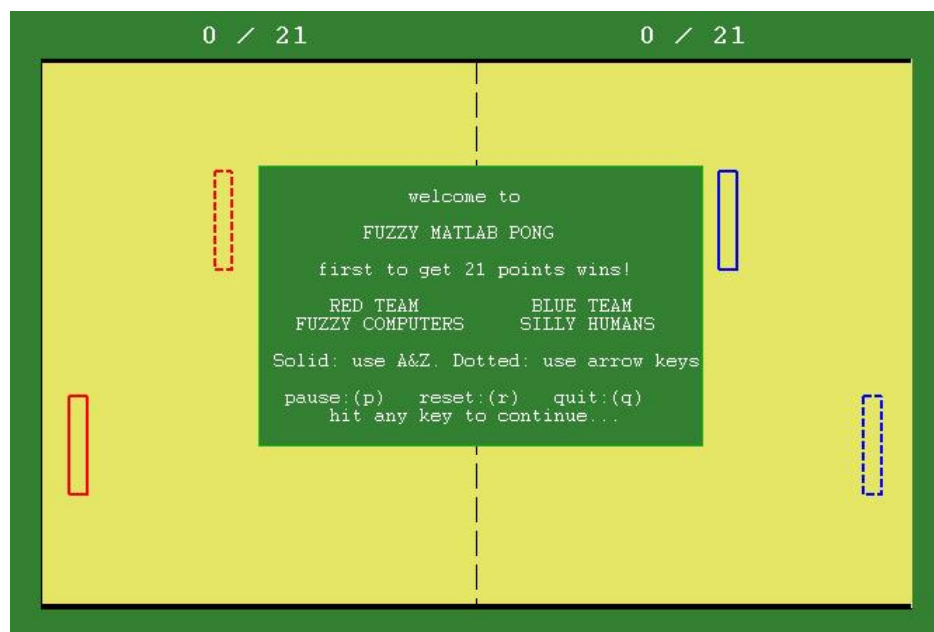 0 / 21 0 / 21
welcome to
FUZZY MATLAB PONG
first to get 21 points wins!
RED TEAM BLUE TEAM
FUZZY COMPUTERS SILLY HUMANS
Solid: use A&Z. Dotted: use arrow keys
pause:(p) reset:(r) quit:(q)
hit any key to continue...